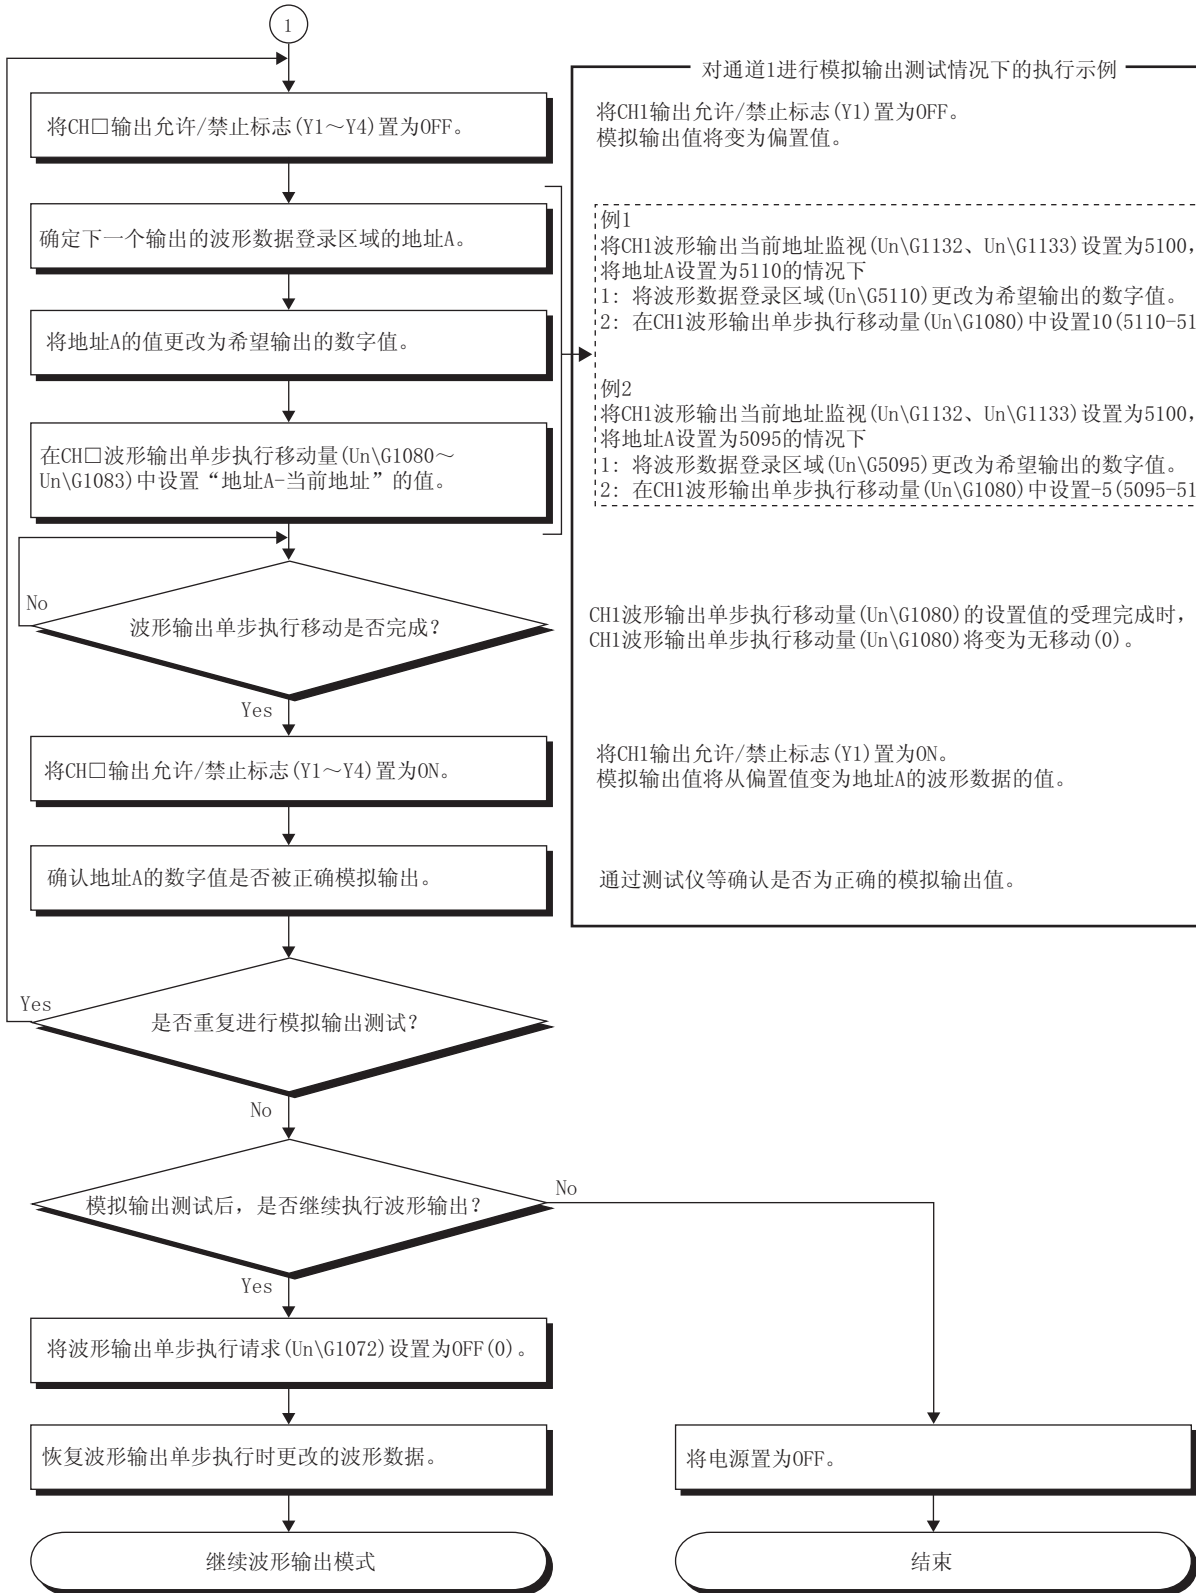 1
将CH□输出允许/禁止标志(Y1～Y4)置为OFF。
确定下一个输出的波形数据登录区域的地址A。
将地址A的值更改为希望输出的数字值。
在CH□波形输出单步执行移动量(Un\G1080～
Un\G1083)中设置“地址A-当前地址”的值。
No
波形输出单步执行移动是否完成？
Yes
将CH□输出允许/禁止标志(Y1～Y4)置为ON。
确认地址A的数字值是否被正确模拟输出。
Yes
是否重复进行模拟输出测试？
No
模拟输出测试后，是否继续执行波形输出？
No
Yes
将波形输出单步执行请求(Un\G1072)设置为OFF(0)。
恢复波形输出单步执行时更改的波形数据。
继续波形输出模式
将电源置为OFF。
结束
对通道1进行模拟输出测试情况下的执行示例
将CH1输出允许/禁止标志(Y1)置为OFF。
模拟输出值将变为偏置值。
例1
将CH1波形输出当前地址监视(Un\G1132、Un\G1133)设置为5100，
将地址A设置为5110的情况下
1: 将波形数据登录区域(Un\G5110)更改为希望输出的数字值。
2: 在CH1波形输出单步执行移动量(Un\G1080)中设置10(5110-51
例2
将CH1波形输出当前地址监视(Un\G1132、Un\G1133)设置为5100，
将地址A设置为5095的情况下
1: 将波形数据登录区域(Un\G5095)更改为希望输出的数字值。
2: 在CH1波形输出单步执行移动量(Un\G1080)中设置-5(5095-51
CH1波形输出单步执行移动量(Un\G1080)的设置值的受理完成时，
CH1波形输出单步执行移动量(Un\G1080)将变为无移动(0)。
将CH1输出允许/禁止标志(Y1)置为ON。
模拟输出值将从偏置值变为地址A的波形数据的值。
通过测试仪等确认是否为正确的模拟输出值。